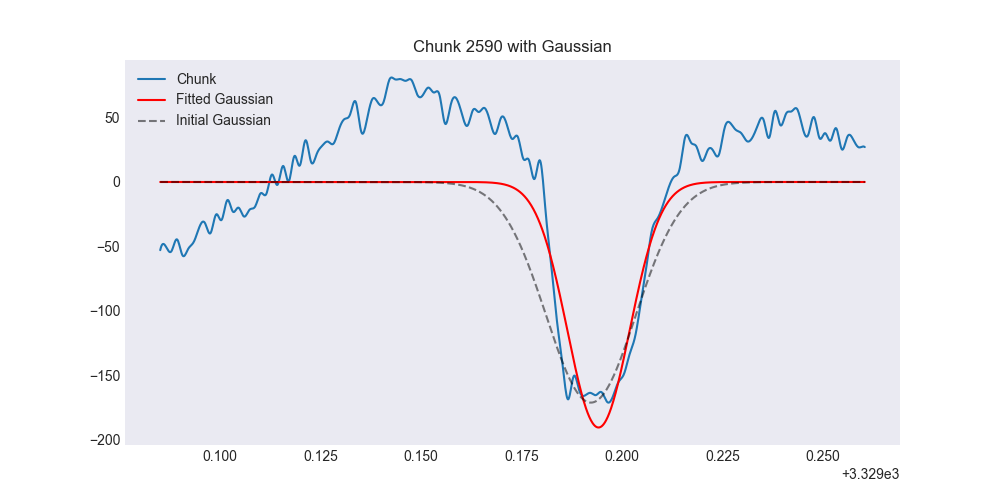 Chunk 2590 with Gaussian
Chunk
Fitted Gaussian
Initial Gaussian
50
0
−50
−100
−150
−200
0.100 0.125 0.150 0.175 0.200 0.225 0.250
+3.329e3